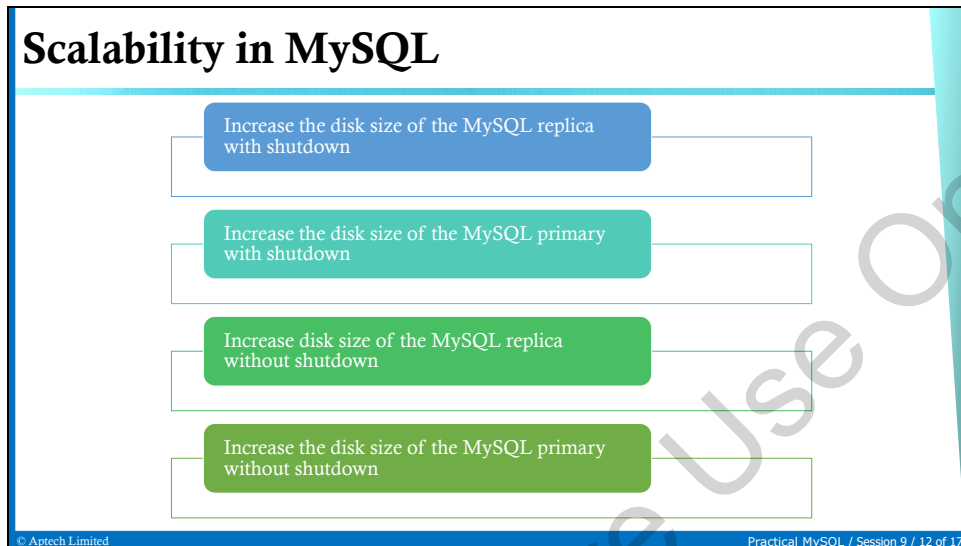 Scalability in MySQL
Increase the disk size of the MySQL replica
with shutdown
Increase the disk size of the MySQL primary
with shutdown
Increase disk size of the MySQL replica
without shutdown
Increase the disk size of the MySQL primary
without shutdown
Use
© Aptech Limited
Practical MySQL / Session 9 / 12 of 17